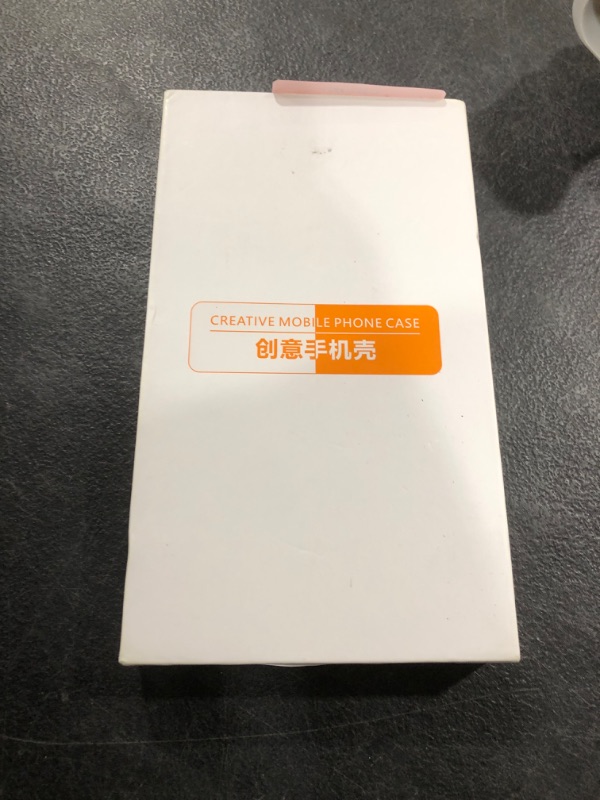 CREATIVE MOBILE PHONE CASE
创意手机壳